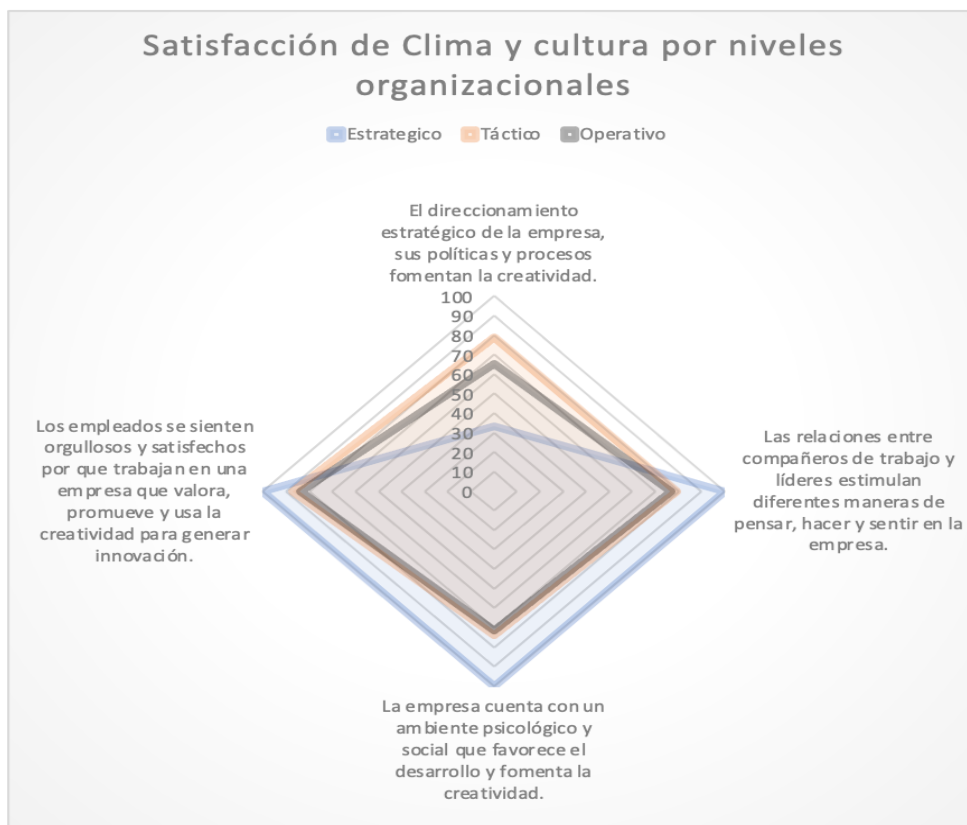 Satisfacción de Clima y cultura por niveles
organizacionales
Estrategico Táctico Operativo
El direccionamiento
estratégico de la empresa,
sus políticas y procesos
fomentan la creatividad.
100
90
80
70
60
50
40
30
20
10
0
Los empleados se sienten
orgullosos y satisfechos
por que trabajan en una
empresa que valora,
promueve y usa la
creatividad para generar
innovación.
Las relaciones entre
compañeros de trabajo y
líderes estimulan
diferentes maneras de
pensar, hacer y sentir en la
empresa.
La empresa cuenta con un
ambiente psicológico y
social que favorece el
desarrollo y fomenta la
creatividad.